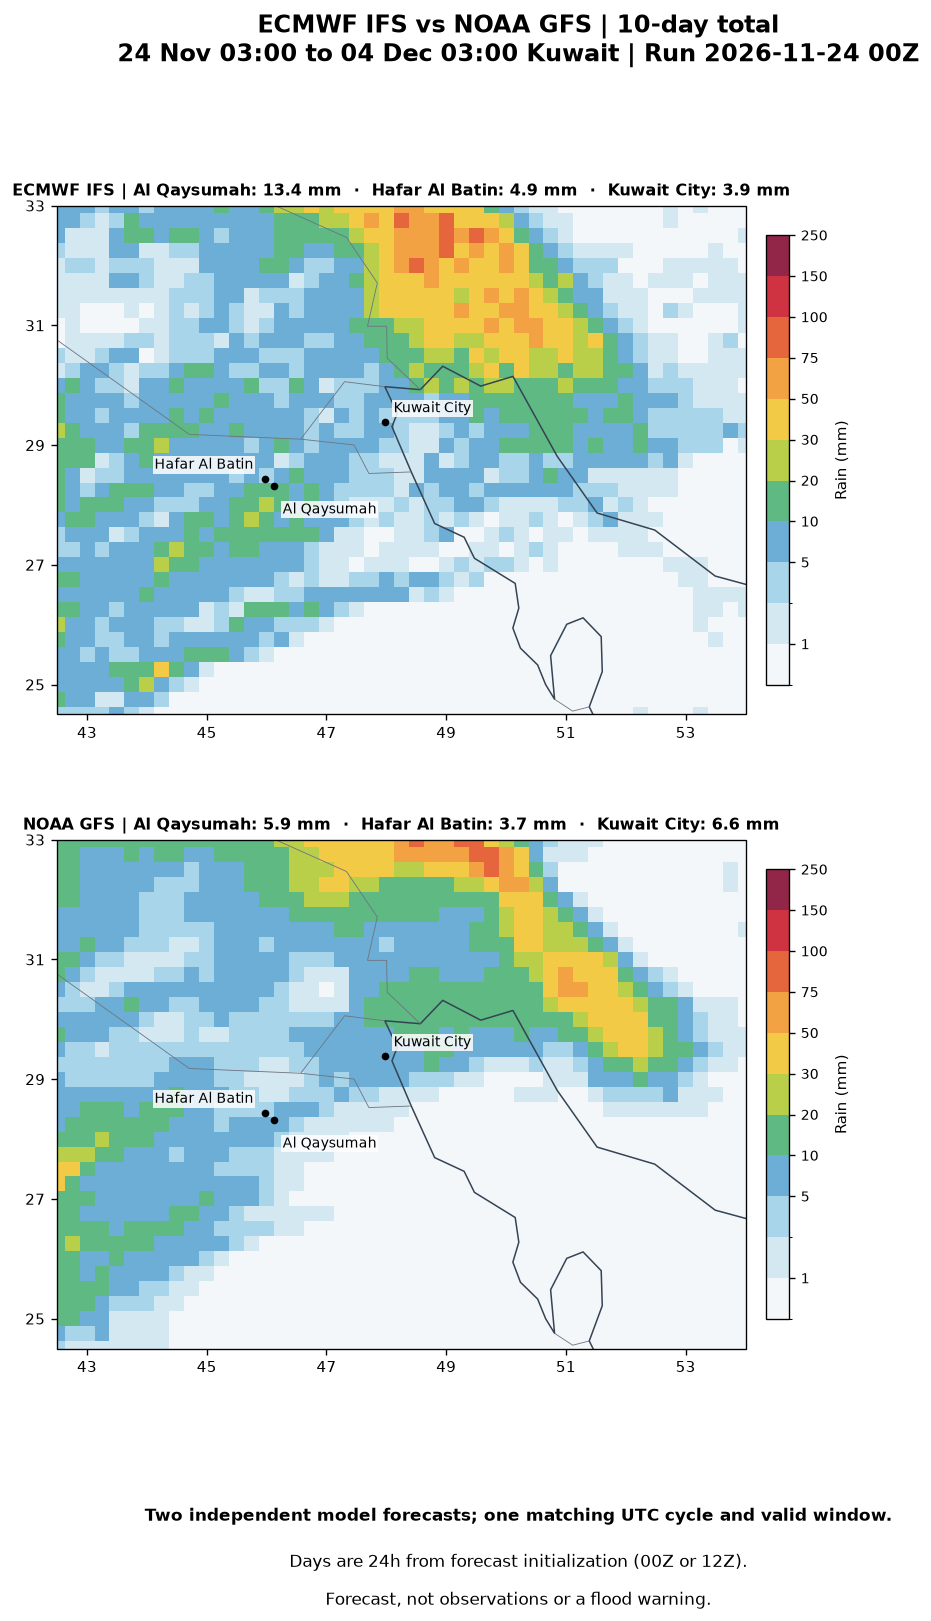 ECMWF IFS vs NOAA GFS | 10-day total
24 Nov 03:00 to 04 Dec 03:00 Kuwait | Run 2026-11-24 00Z
ECMWF IFS | Al Qaysumah: 13.4 mm · Hafar Al Batin: 4.9 mm · Kuwait City: 3.9 mm
33
31
29
27
25
Kuwait City
Hafar Al Batin
Al Qaysumah
43
45
47
49
51
53
250
150
100
75
50
30
20
10
5
1
Rain (mm)
NOAA GFS | Al Qaysumah: 5.9 mm · Hafar Al Batin: 3.7 mm · Kuwait City: 6.6 mm
33
31
29
27
25
Kuwait City
Hafar Al Batin
Al Qaysumah
43
45
47
49
51
53
250
150
100
75
50
30
20
10
5
1
Rain (mm)
Two independent model forecasts; one matching UTC cycle and valid window.
Days are 24h from forecast initialization (00Z or 12Z).
Forecast, not observations or a flood warning.